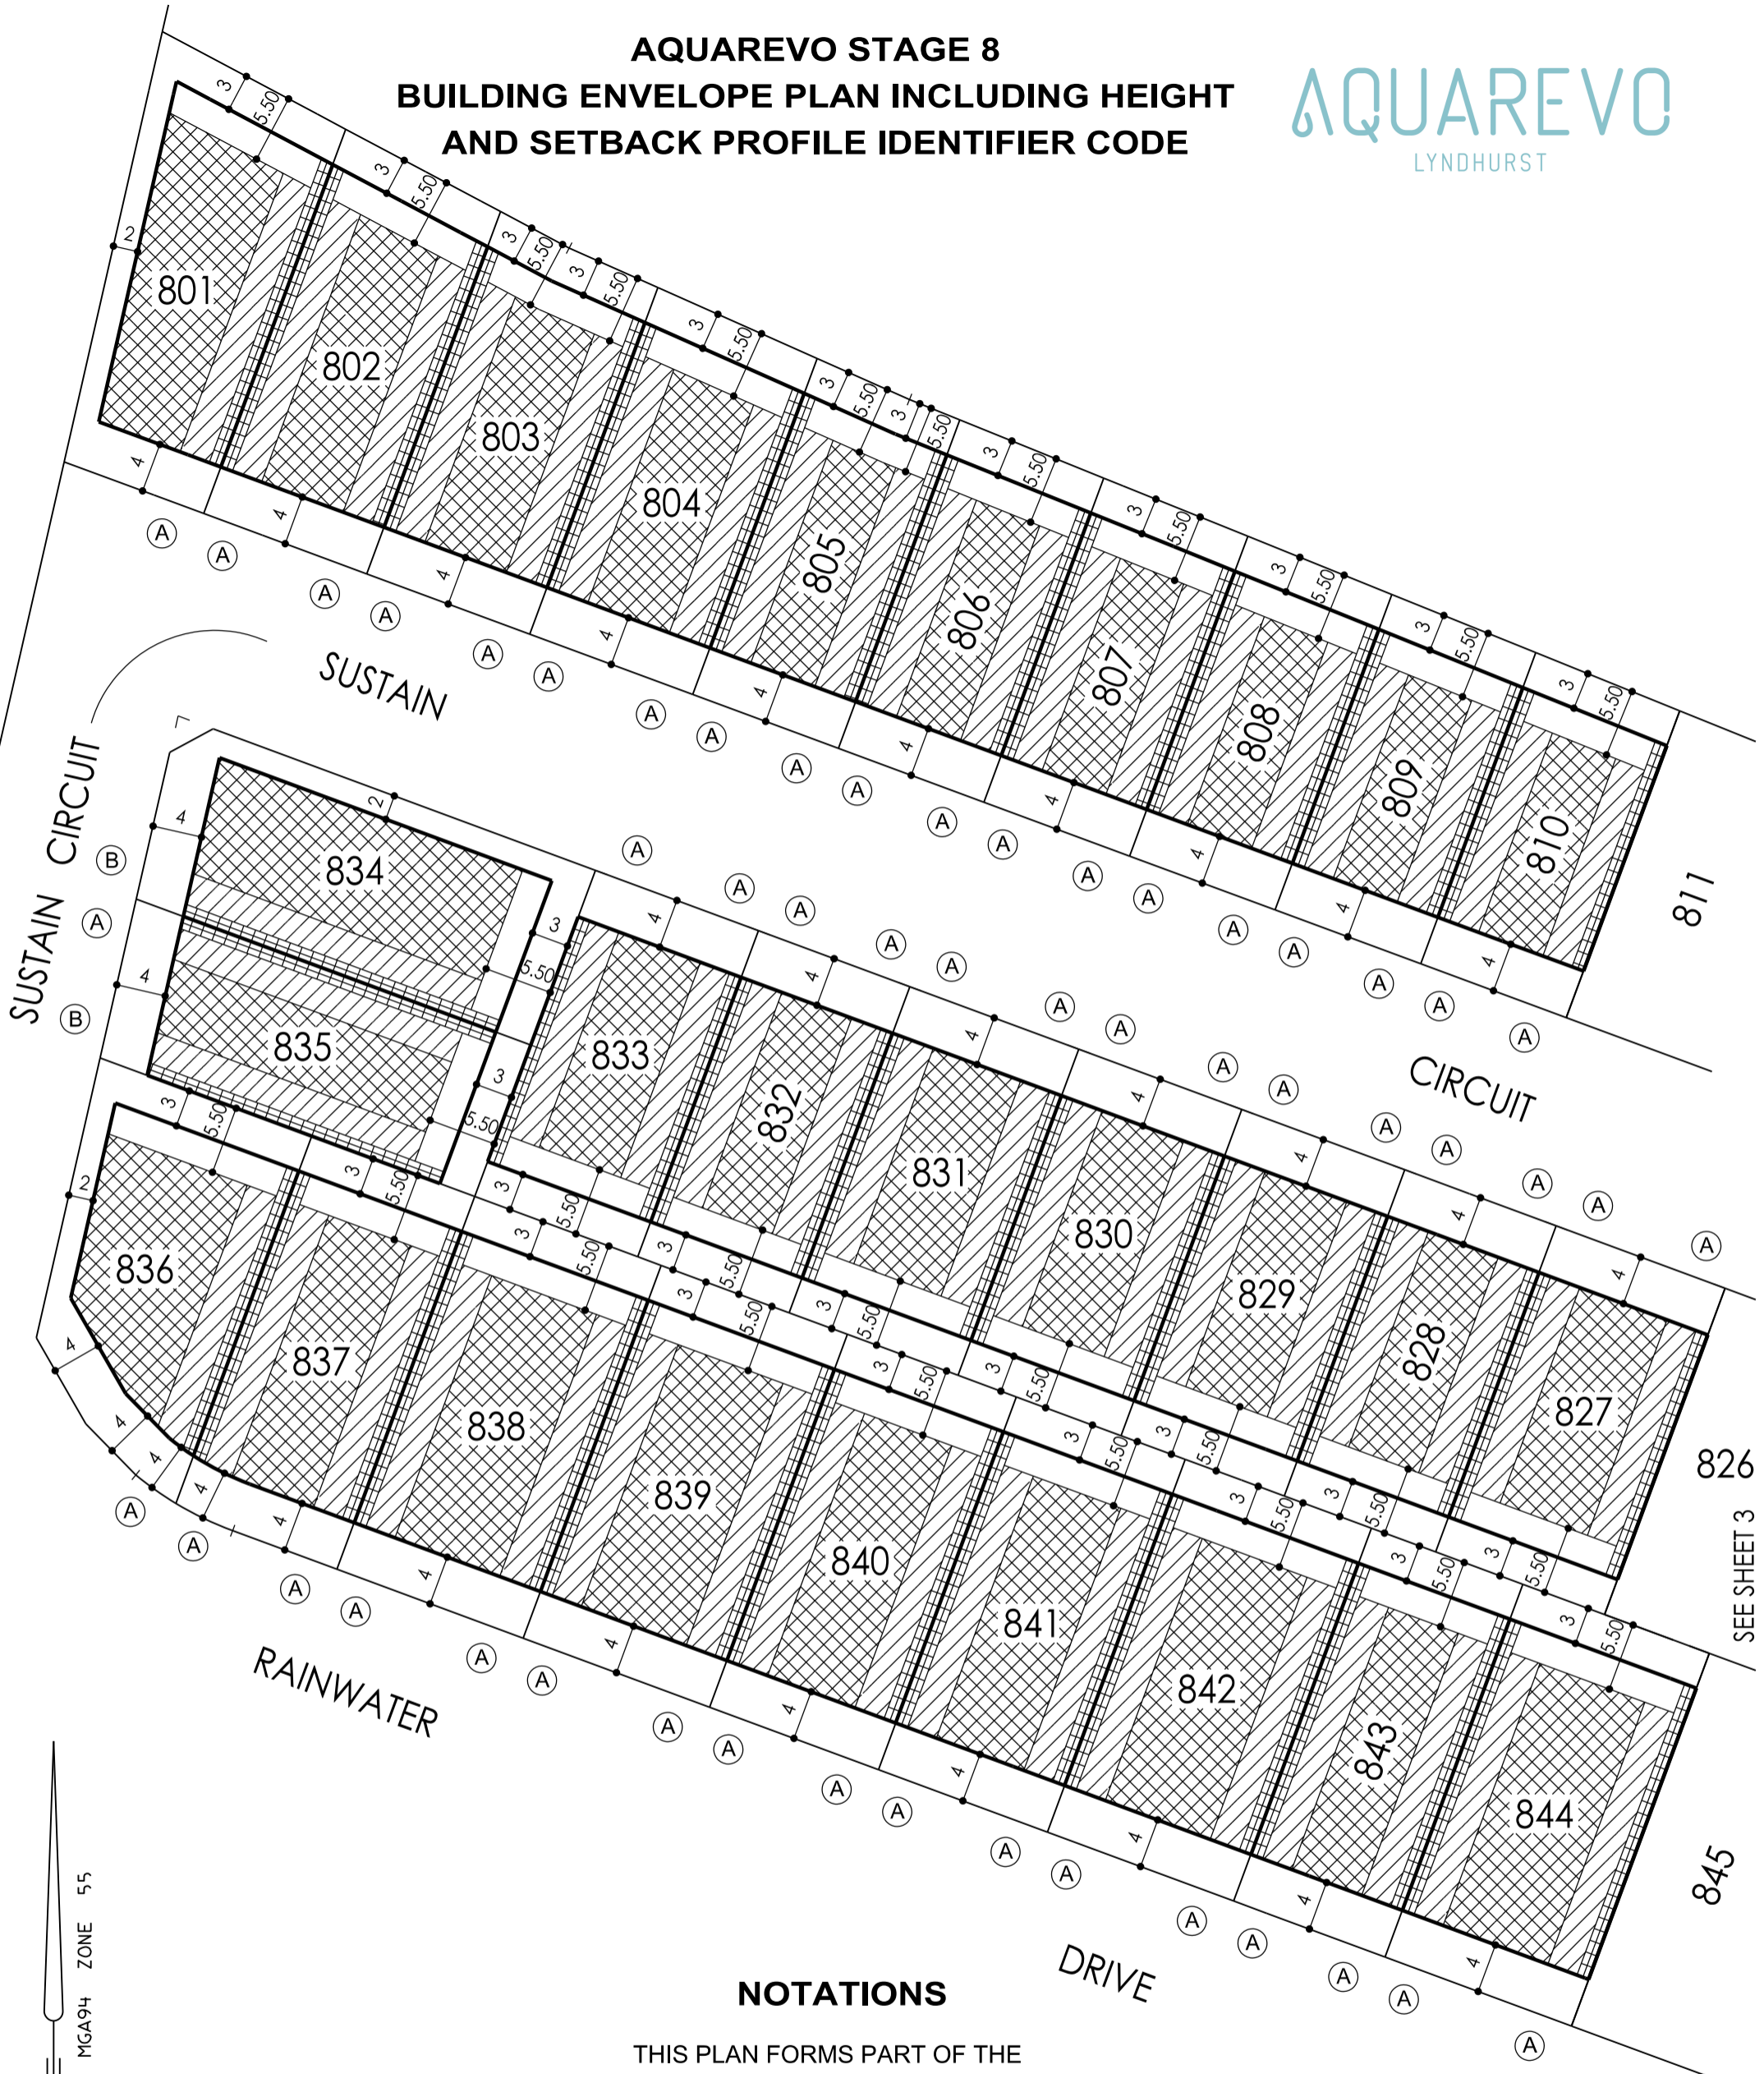 AQUAREVO STAGE 8
BUILDING ENVELOPE PLAN INCLUDING HEIGHT
AND SETBACK PROFILE IDENTIFIER CODE
AQUAREVO
LYNDHURST
801
802
803
804
805
806
807
808
809
810
811
SUSTAIN
CIRCUIT
SUSTAIN CIRCUIT
834
835
833
832
831
830
829
828
827
826
SEE SHEET 3
836
837
838
839
840
841
842
843
844
845
RAINWATER
DRIVE
MGA94 ZONE 55
NOTATIONS
THIS PLAN FORMS PART OF THE